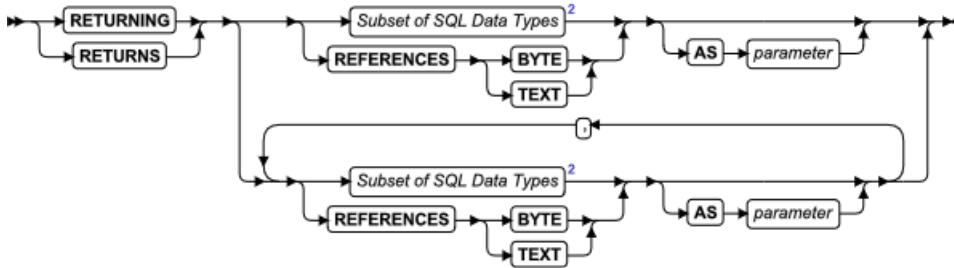 RETURNING Subset of SQL Data Types 2
RETURNS REFERENCES BYTE AS parameter
TEXT
,
Subset of SQL Data Types 2
REFERENCES BYTE AS parameter
TEXT